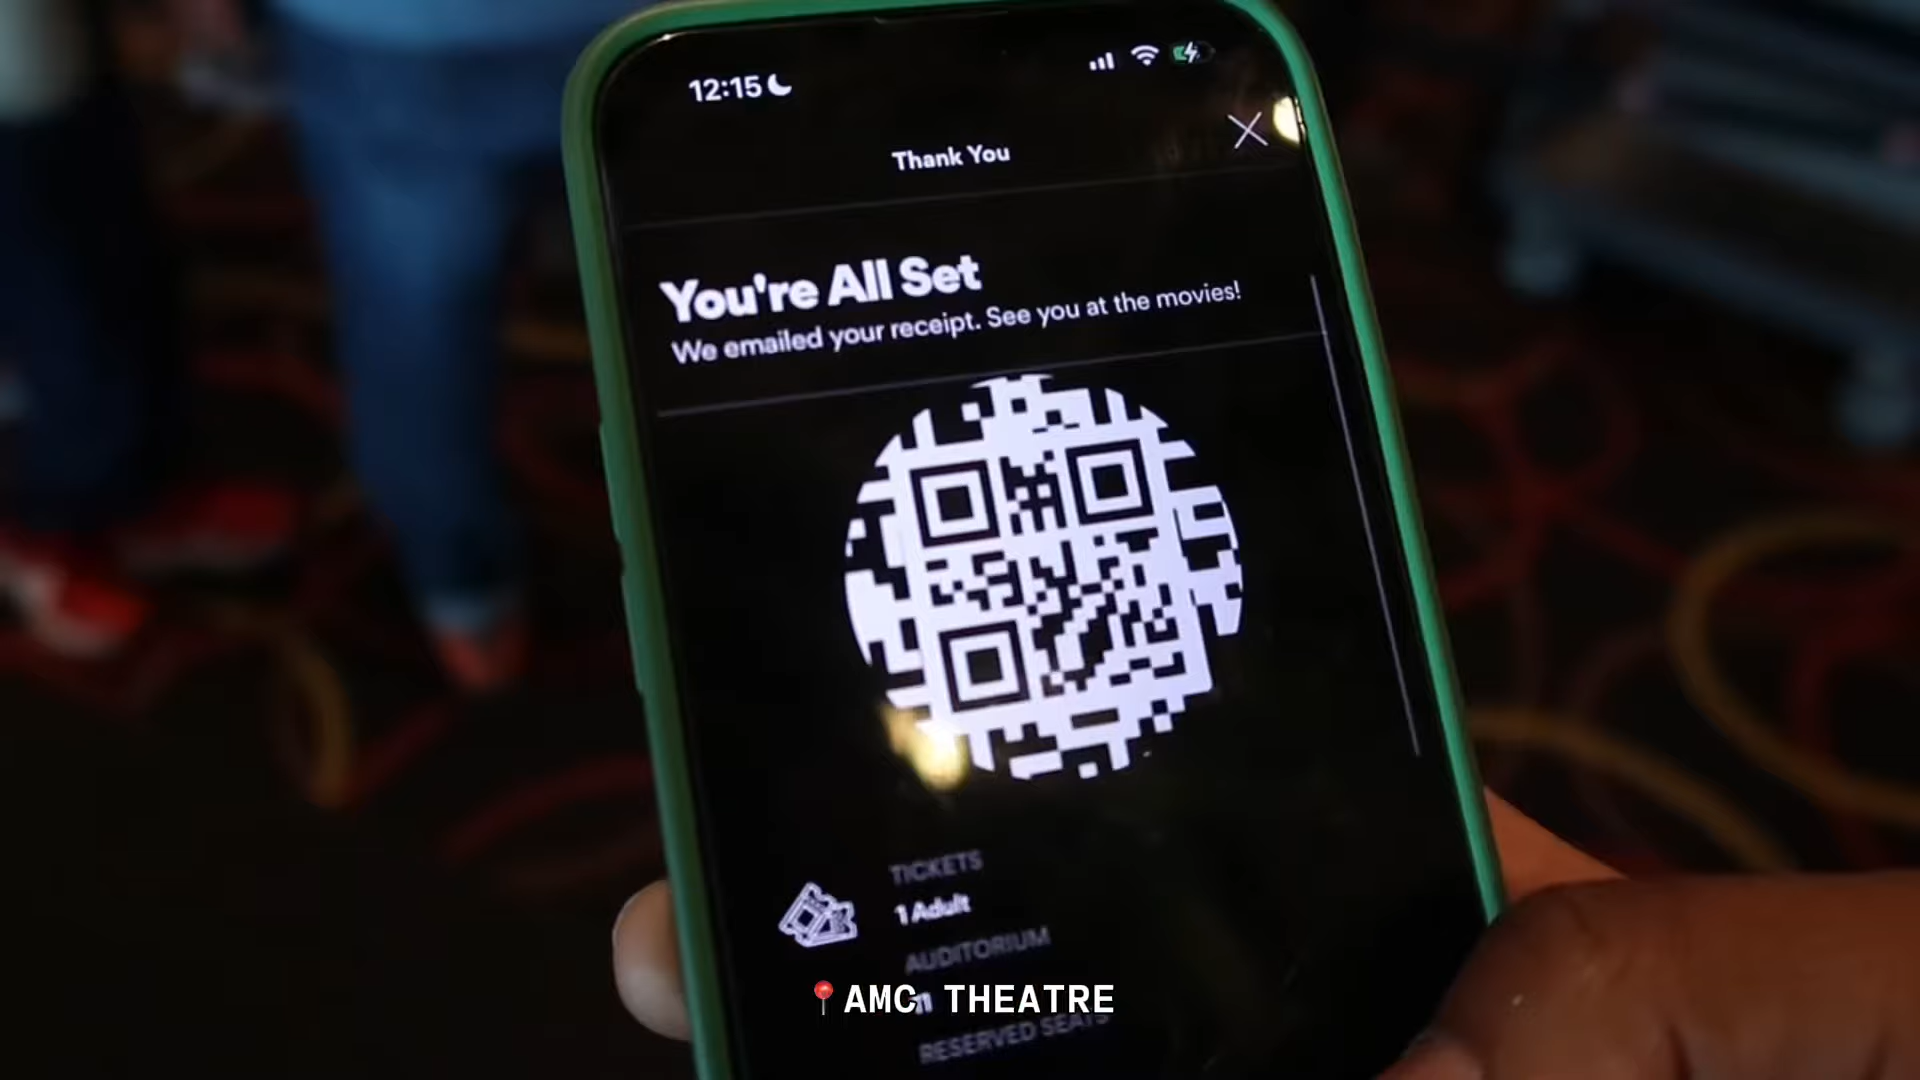 12:15
Thank You
You're All Set
We emailed your receipt. See you at the movies!
TICKETS
1 Adult
AUDITORIUM
11
📍AMC THEATRE
RESERVED SEATS